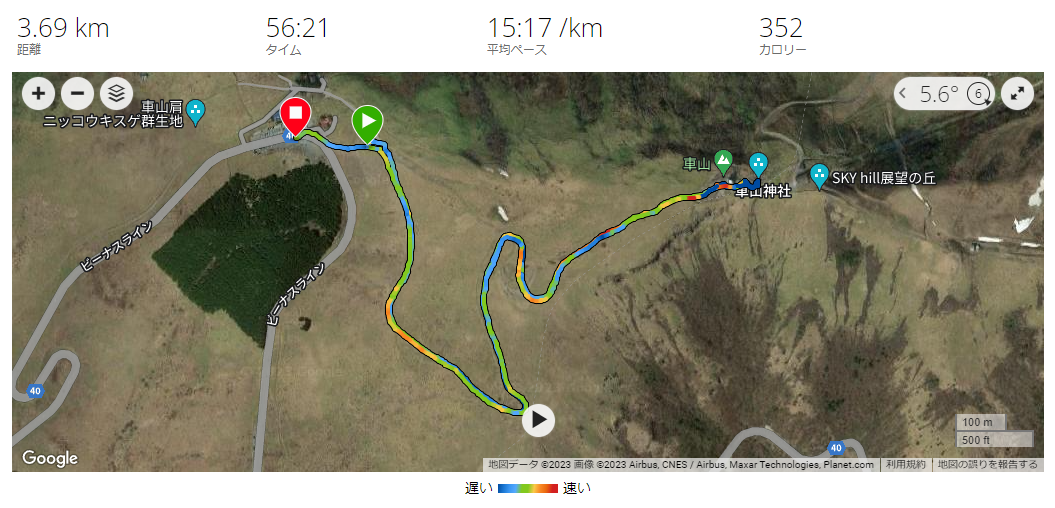 3.69 km
距離
56:21
タイム
15:17 /km
平均ペース
352
カロリー
車山肩
ニッコウキスゲ群生地
40
5.6°
6
車山
車山神社
SKY hill展望の丘
ビーナスライン
ビーナスライン
40
40
100 m
500 ft
Google
地図データ ©2023 画像 ©2023 Airbus, CNES / Airbus, Maxar Technologies, Planet.com
利用規約
地図の誤りを報告する
遅い
速い